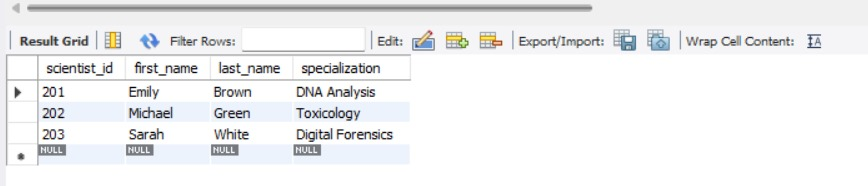 Result Grid Filter Rows: Edit: Export/Import: Wrap Cell Content: IA
scientist_id first_name last_name specialization
201 Emily Brown DNA Analysis
202 Michael Green Toxicology
203 Sarah White Digital Forensics
NULL NULL NULL NULL